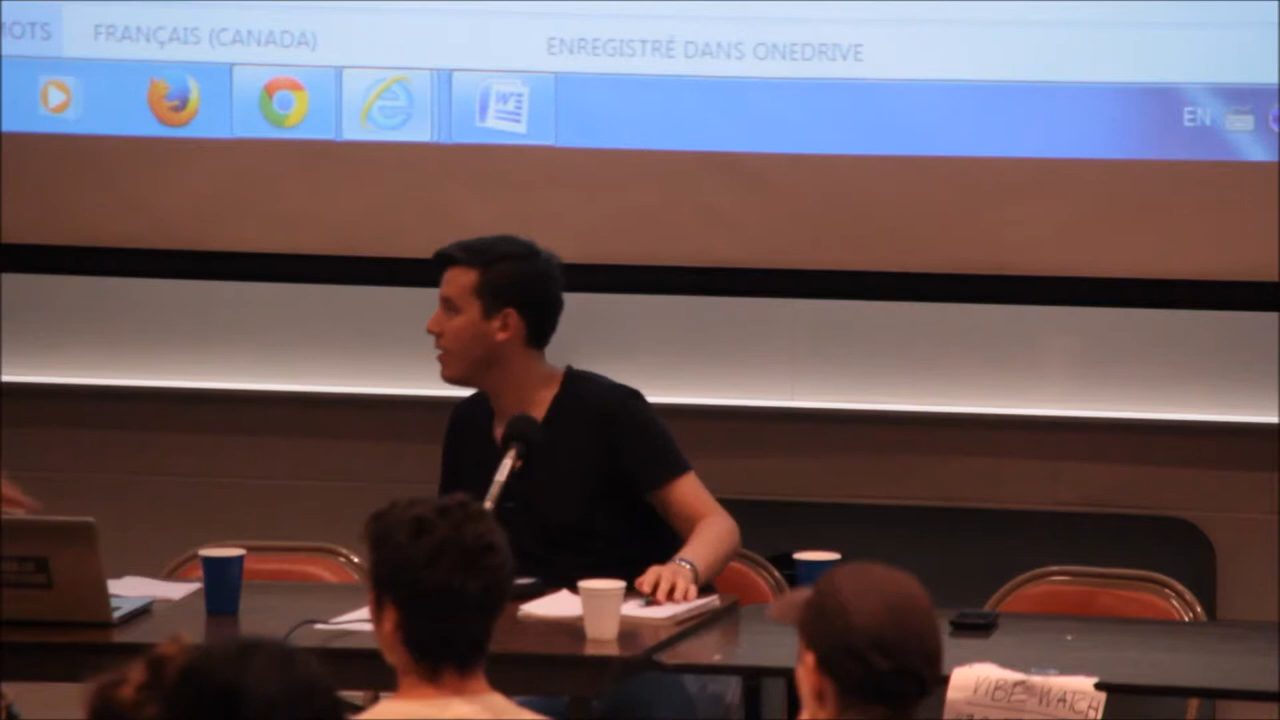 MOTS
FRANÇAIS (CANADA)
ENREGISTRÉ DANS ONEDRIVE
W
EN
VIBE WATCH